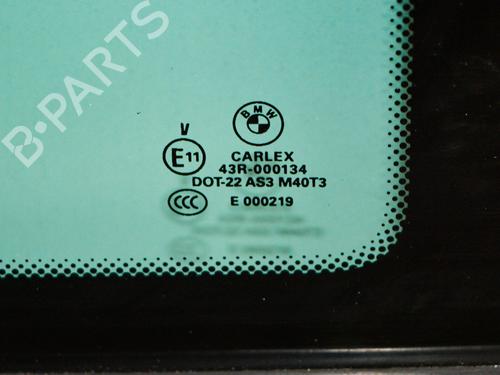 B-PARTS
BMW
V
E11
CARLEX
43R-000134
DOT-22 AS3 M40T3
CCC
E 000219